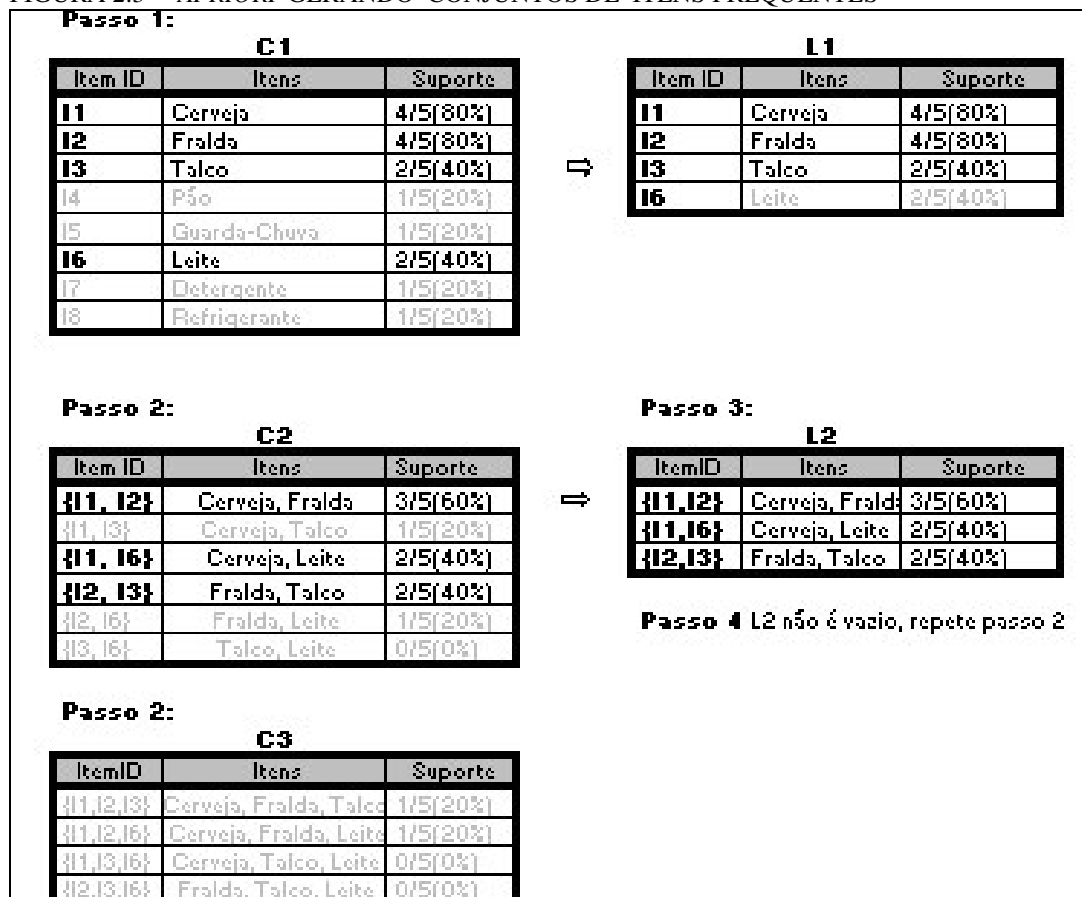 Passo 1:
C1
Item ID Itens Suporte
I1 Cerveja 4/5(80%)
I2 Fralda 4/5(80%)
I3 Talco 2/5(40%)
I4 Pão 1/5(20%)
I5 Guarda-Chuva 1/5(20%)
I6 Leite 2/5(40%)
I7 Detergente 1/5(20%)
I8 Refrigerante 1/5(20%)
L1
Item ID Itens Suporte
I1 Cerveja 4/5(80%)
I2 Fralda 4/5(80%)
I3 Talco 2/5(40%)
I6 Leite 2/5(40%)
⇨
Passo 2:
C2
Item ID Itens Suporte
{I1, I2} Cerveja, Fralda 3/5(60%)
{I1, I3} Cerveja, Talco 1/5(20%)
{I1, I6} Cerveja, Leite 2/5(40%)
{I2, I3} Fralda, Talco 2/5(40%)
{I2, I6} Fralda, Leite 1/5(20%)
{I3, I6} Talco, Leite 0/5(0%)
⇨
Passo 3:
L2
ItemID Itens Suporte
{I1,I2} Cerveja, Fralda 3/5(60%)
{I1,I6} Cerveja, Leite 2/5(40%)
{I2,I3} Fralda, Talco 2/5(40%)
Passo 4 L2 não é vazio, repete passo 2
Passo 2:
C3
ItemID Itens Suporte
{I1,I2,I3} Cerveja, Fralda, Talco 1/5(20%)
{I1,I2,I6} Cerveja, Fralda, Leite 1/5(20%)
{I1,I3,I6} Cerveja, Talco, Leite 0/5(0%)
{I2,I3,I6} Fralda, Talco, Leite 0/5(0%)